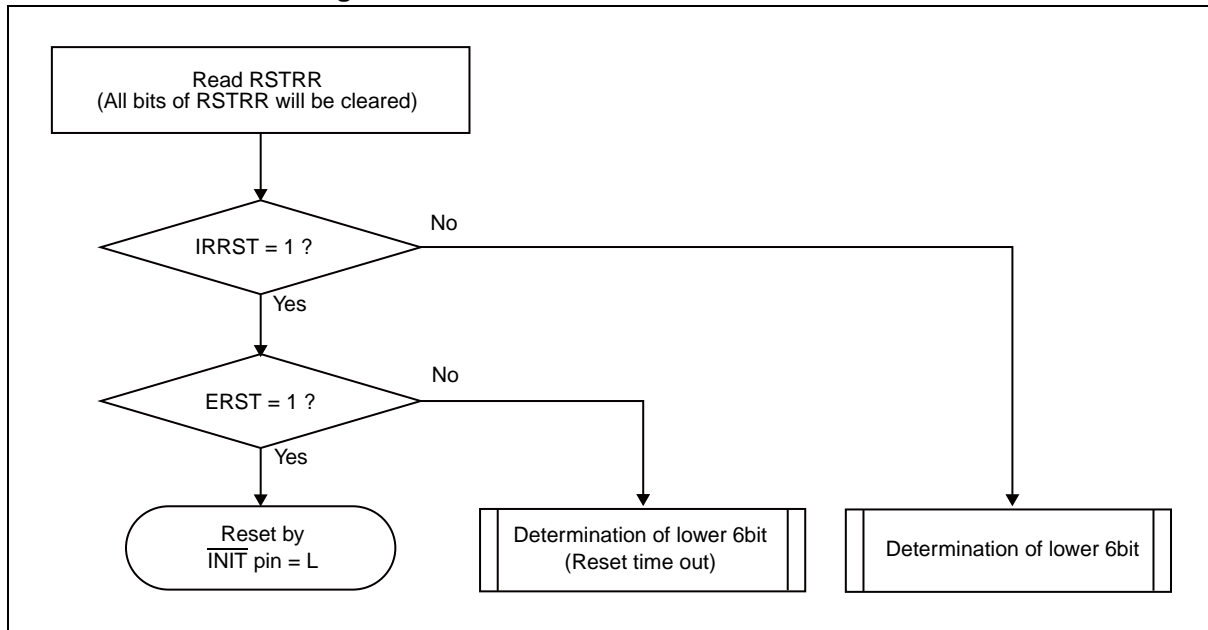 Read RSTRR
(All bits of RSTRR will be cleared)
IRRST = 1 ?
No
Yes
ERST = 1 ?
No
Yes
Reset by
INIT pin = L
Determination of lower 6bit
(Reset time out)
Determination of lower 6bit